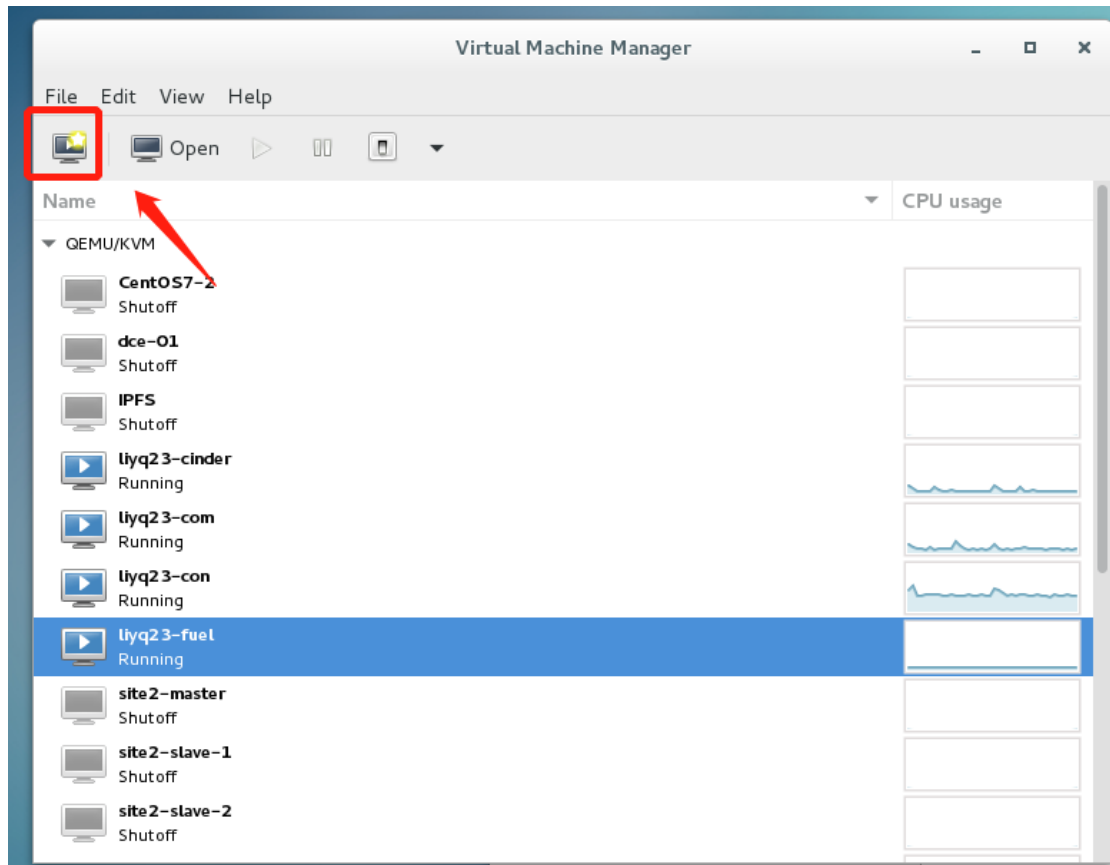 Virtual Machine Manager
File Edit View Help
Open
Name CPU usage
QEMU/KVM
CentOS7-2
Shutoff
dce-01
Shutoff
IPFS
Shutoff
liyq23-cinder
Running
liyq23-com
Running
liyq23-con
Running
liyq23-fuel
Running
site2-master
Shutoff
site2-slave-1
Shutoff
site2-slave-2
Shutoff